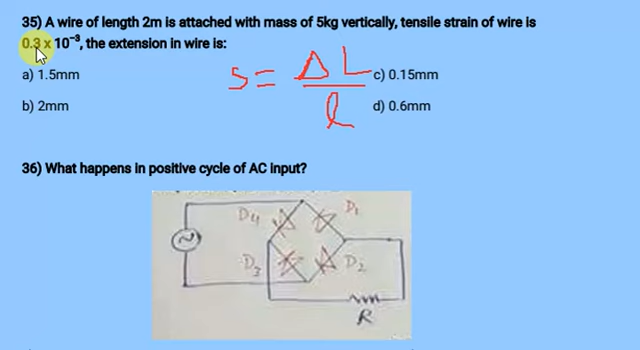 35) A wire of length 2m is attached with mass of 5kg vertically, tensile strain of wire is
0.3 x 10⁻³, the extension in wire is:
a) 1.5mm
b) 2mm
c) 0.15mm
d) 0.6mm
S = ΔL / l
36) What happens in positive cycle of AC input?
D4
D1
D3
D2
R